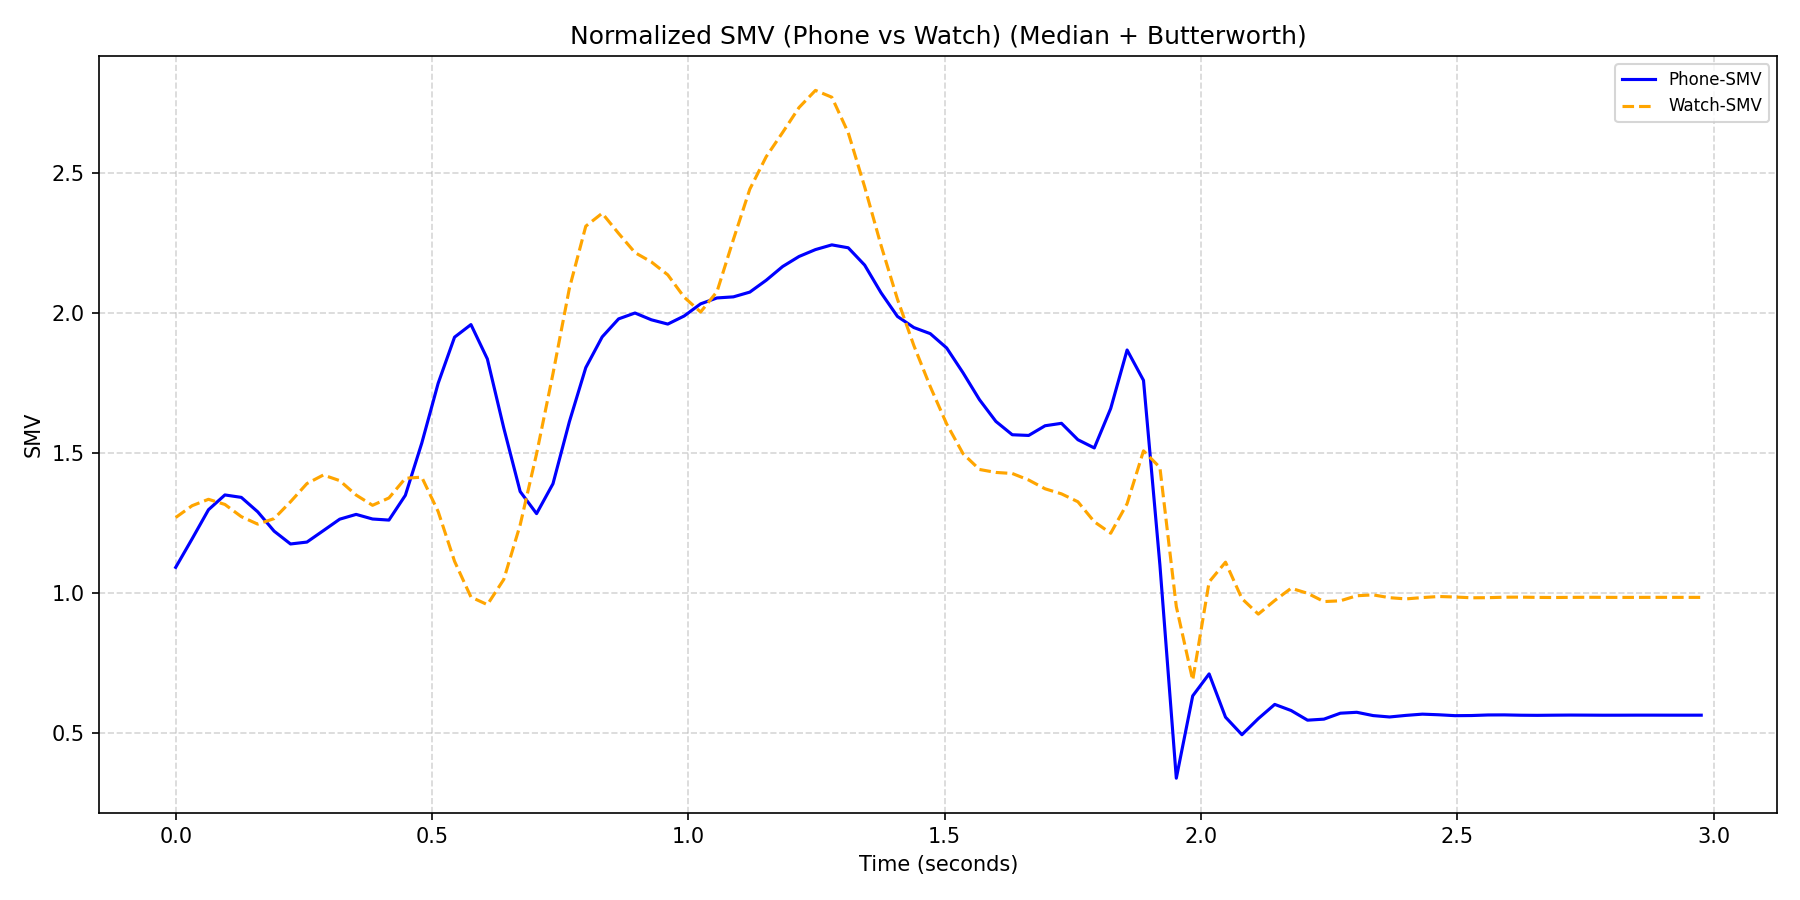 Normalized SMV (Phone vs Watch) (Median + Butterworth)
Phone-SMV
Watch-SMV
SMV
2.5
2.0
1.5
1.0
0.5
0.0 0.5 1.0 1.5 2.0 2.5 3.0
Time (seconds)